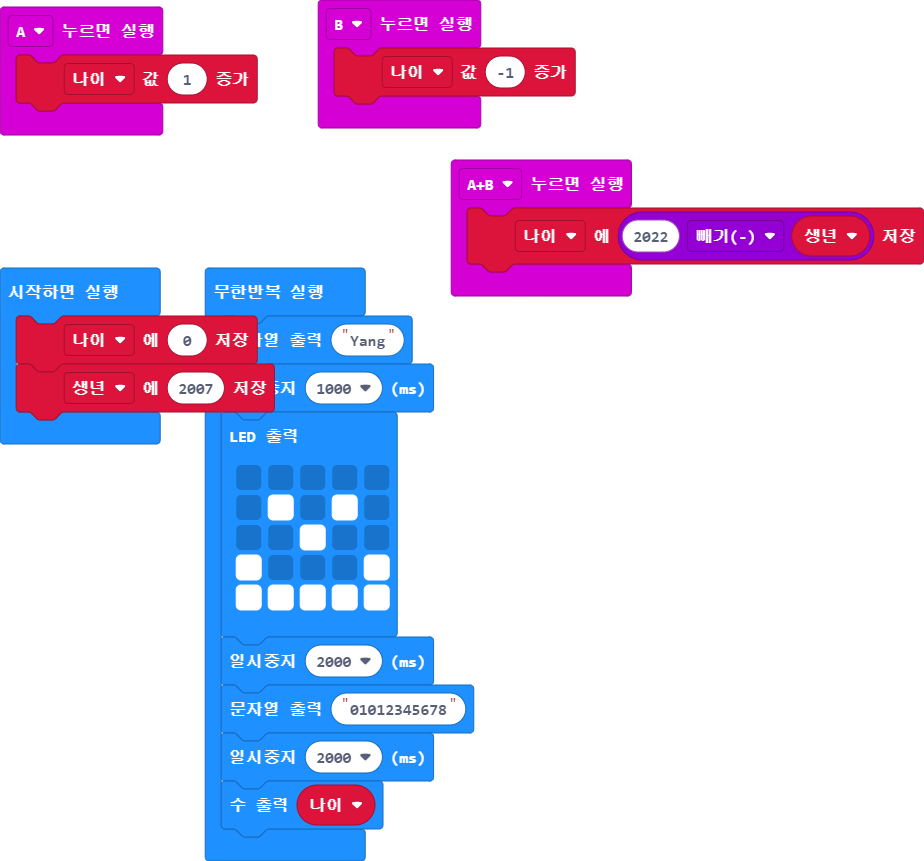 A 누르면 실행
나이 값 1 증가
B 누르면 실행
나이 값 -1 증가
A+B 누르면 실행
나이 에 2022 빼기(-) 생년 저장
시작하면 실행
나이 에 0 저장
생년 에 2007 저장
무한반복 실행
자열 출력 "Yang"
중지 1000 (ms)
LED 출력
일시중지 2000 (ms)
문자열 출력 "01012345678"
일시중지 2000 (ms)
수 출력 나이